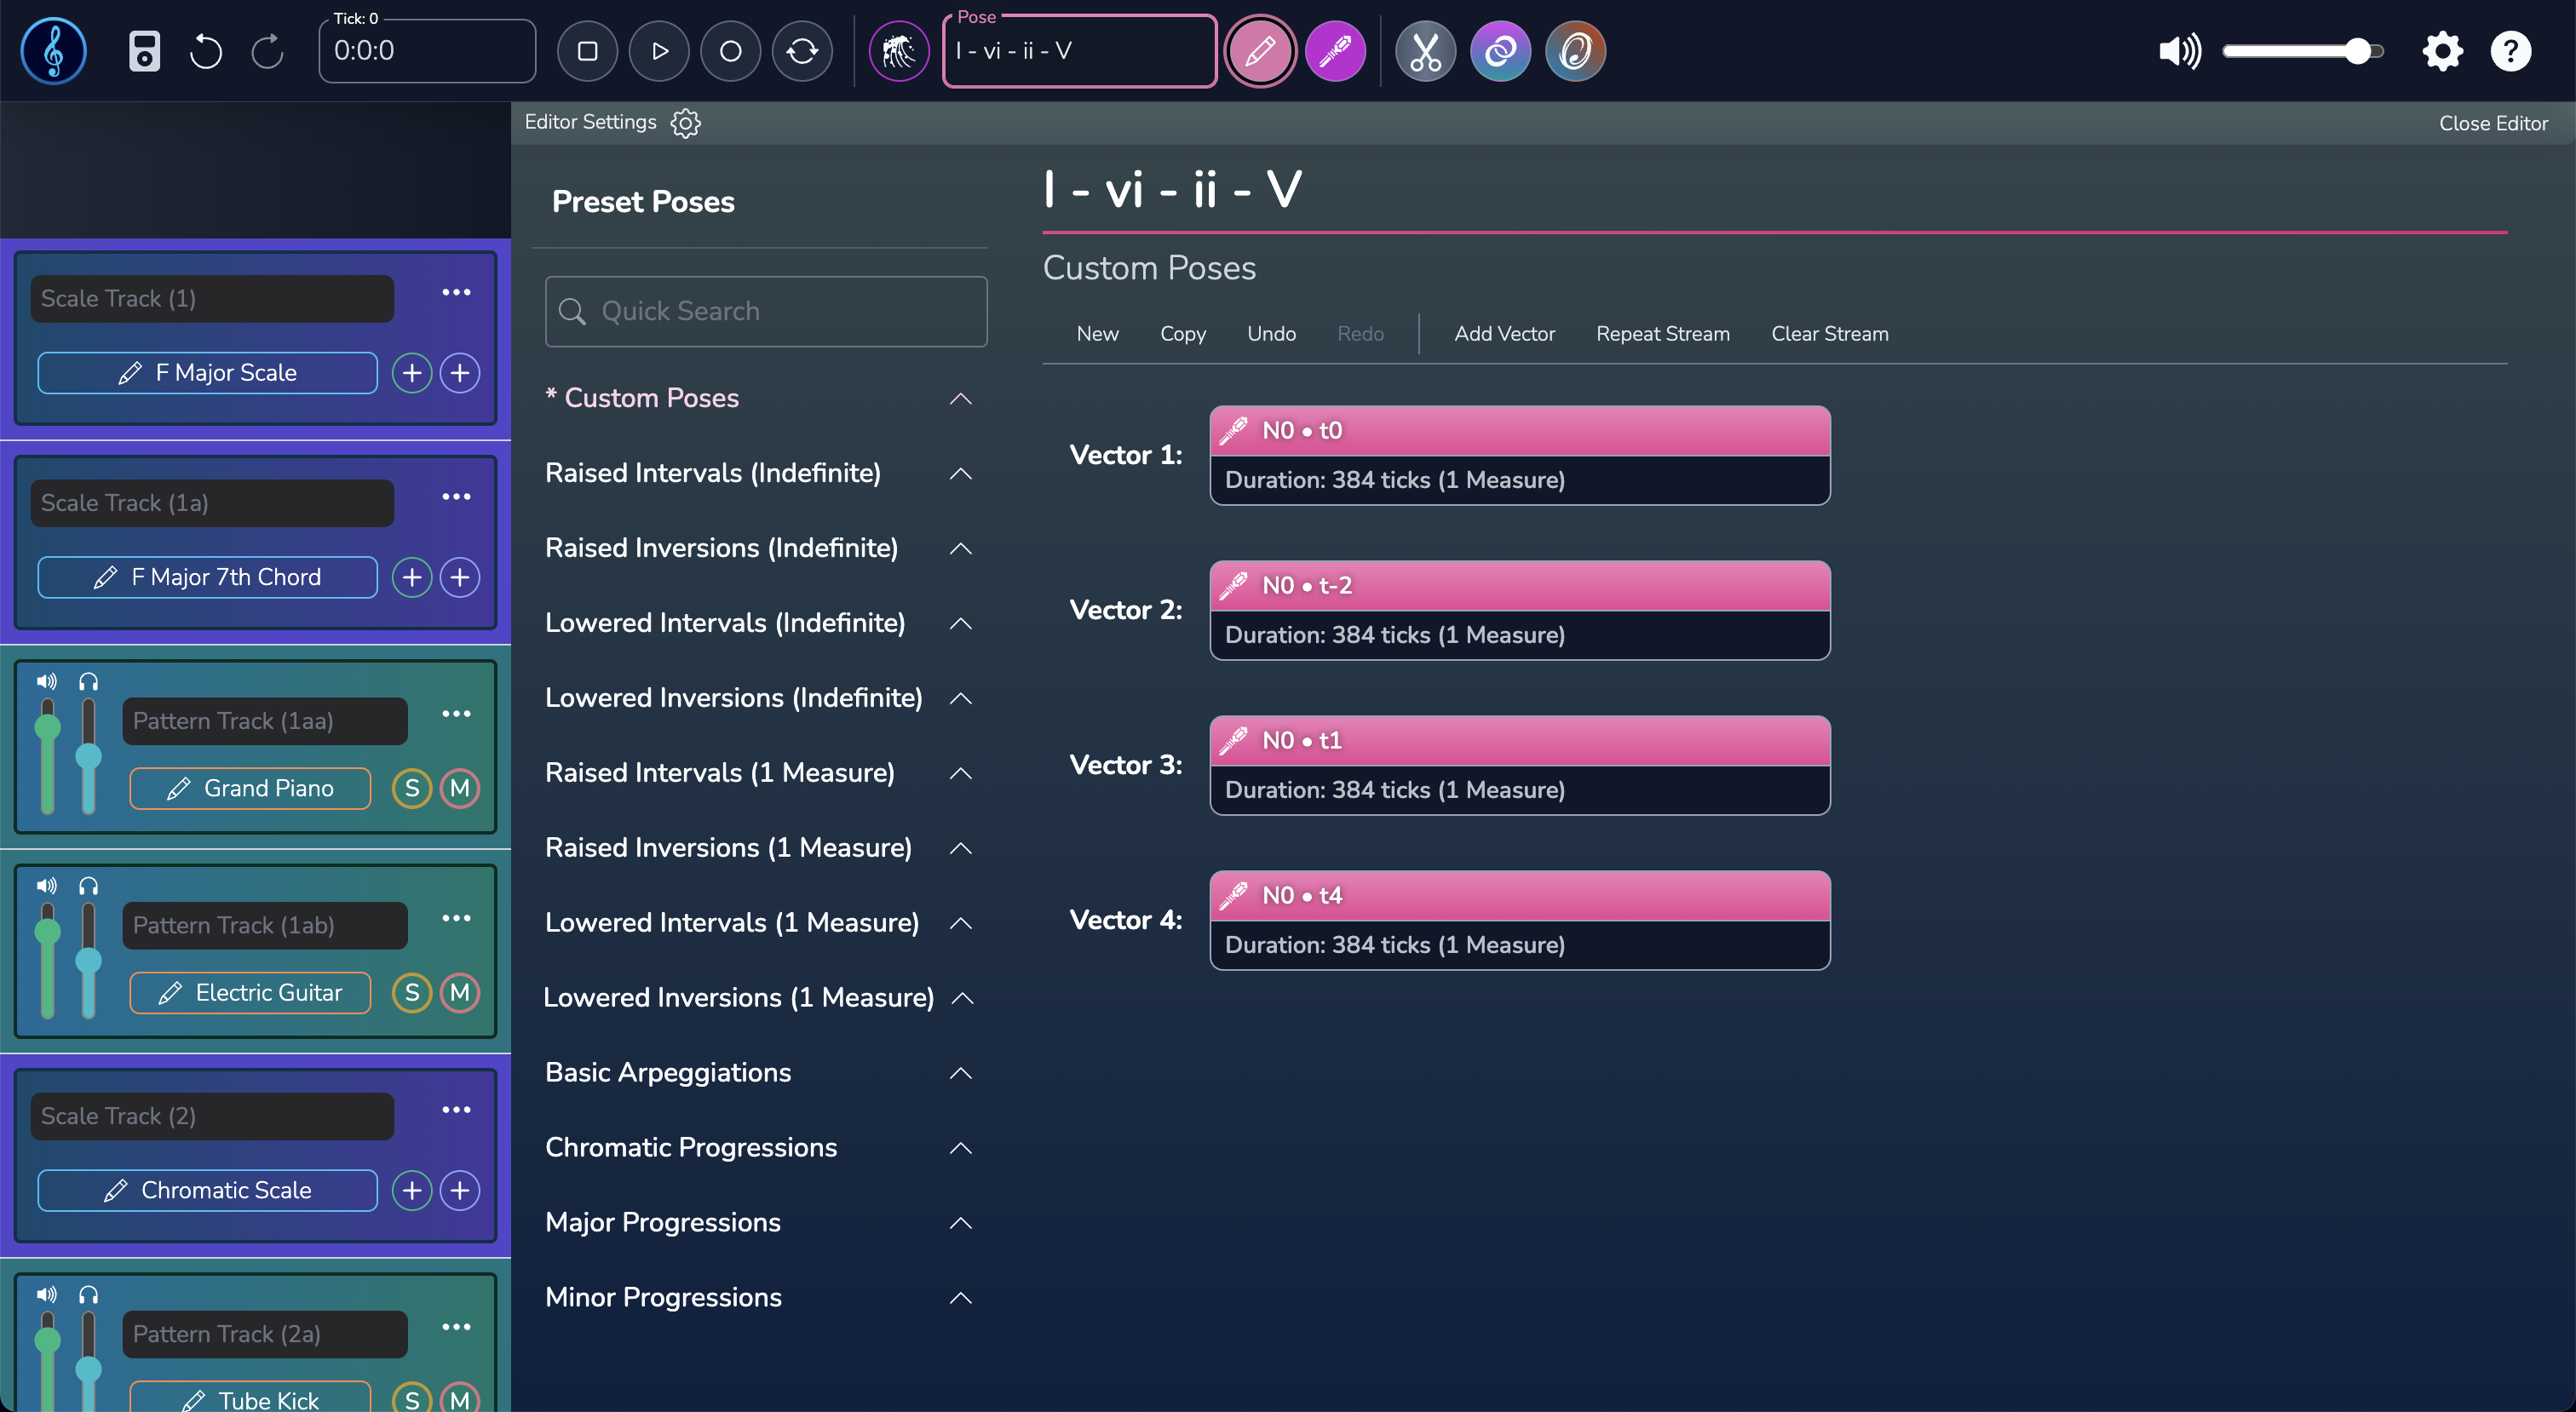 Tick: 0
0:0:0
Pose
I - vi - ii - V
Editor Settings
Close Editor
Scale Track (1)
F Major Scale
Scale Track (1a)
F Major 7th Chord
Pattern Track (1aa)
Grand Piano
S
M
Pattern Track (1ab)
Electric Guitar
S
M
Scale Track (2)
Chromatic Scale
Pattern Track (2a)
Tube Kick
S
M
Preset Poses
Quick Search
* Custom Poses
Raised Intervals (Indefinite)
Raised Inversions (Indefinite)
Lowered Intervals (Indefinite)
Lowered Inversions (Indefinite)
Raised Intervals (1 Measure)
Raised Inversions (1 Measure)
Lowered Intervals (1 Measure)
Lowered Inversions (1 Measure)
Basic Arpeggiations
Chromatic Progressions
Major Progressions
Minor Progressions
I - vi - ii - V
Custom Poses
New Copy Undo Redo Add Vector Repeat Stream Clear Stream
Vector 1:
N0 • t0
Duration: 384 ticks (1 Measure)
Vector 2:
N0 • t-2
Duration: 384 ticks (1 Measure)
Vector 3:
N0 • t1
Duration: 384 ticks (1 Measure)
Vector 4:
N0 • t4
Duration: 384 ticks (1 Measure)